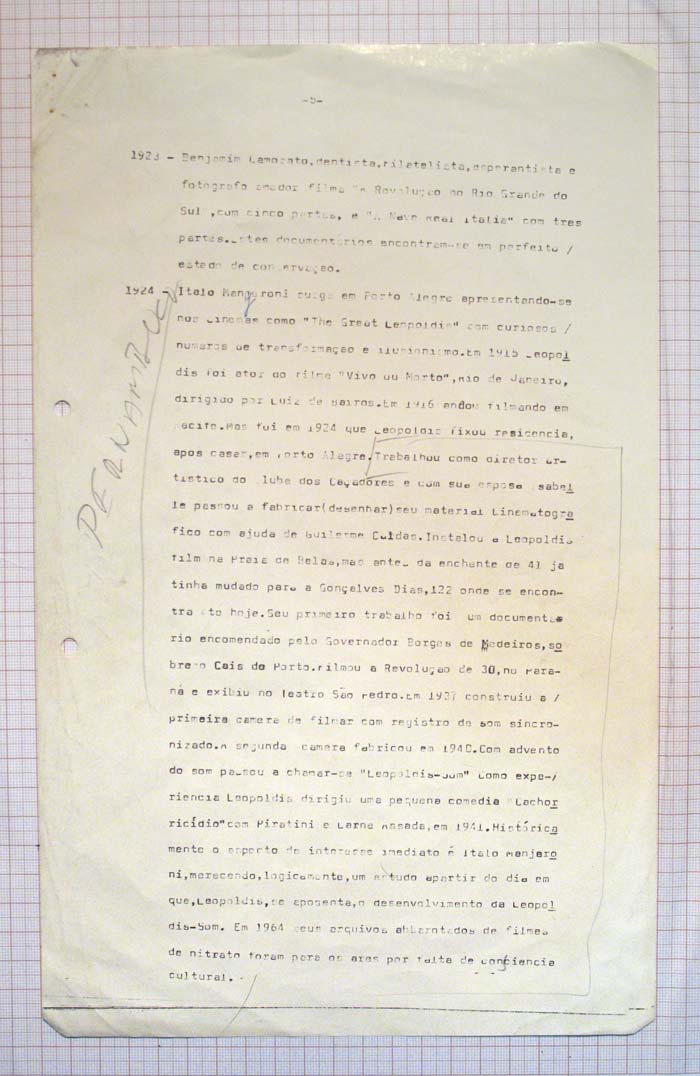 -5-
1923 - Benjamim Camozato,dentista,filatelista,esperantista e
fotografo amador filma "A Revolução no Rio Grande do
Sul",com cinco partes, e "A Nave Real Italia" com tres
partes.Estes documentários encontram-se em perfeito /
estado de conservação.
1924 - Italo Manjeroni surge em Porto Alegre apresentando-se
nos cinemas como "The Great Leopoldis" com curiosos /
numeros de transformação e ilusionismo.Em 1915 Leopol
dis foi ator do filme "Vivo ou Morto",Rio de Janeiro,
dirigido por Luiz de Barros.Em 1916 andou filmando em
Recife.Mas foi em 1924 que Leopoldis fixou residencia,
apos casar,em Porto Alegre.Trabalhou como diretor ar-
tistico do Clube dos Caçadores e com sua esposa Isabel
le passou a fabricar(desenhar)seu material Cinematogra
fico com ajuda de Guilerme Caldas.Instalou a Leopoldis
film na Praia de Belas,mas antes da enchente de 41 ja
tinha mudado para a Gonçalves Dias,122 onde se encon-
tra ate hoje.Seu primeiro trabalho foi um documenta
rio encomendado pelo Governador Borges de Medeiros,so
bre o Cais do Porto.Filmou a Revolução de 30,no Para-
ná e exibiu no Teatro São Pedro.Em 1937 construiu a /
primeira camera de filmar com registro de som sincro-
nizado.A segunda camera fabricou em 1940.Com advento
do som passou a chamar-se "Leopoldis-Som" Como expe-/
riencia Leopoldis dirigiu uma pequena comedia "Cachor
ricídio"com Piratini e Carne Assada,em 1941.Histórica
mente o aspecto de interesse imediato é Italo Manjero
ni,merecendo,logicamente,um estudo apartir do dia em
que,Leopoldis,se aposenta,o desenvolvimento da Leopol
dis-Som. Em 1964 seus arquivos abbarotados de filmes
de nitrato foram para os ares por falta de consciencia
cultural.
PERNAMBUCO